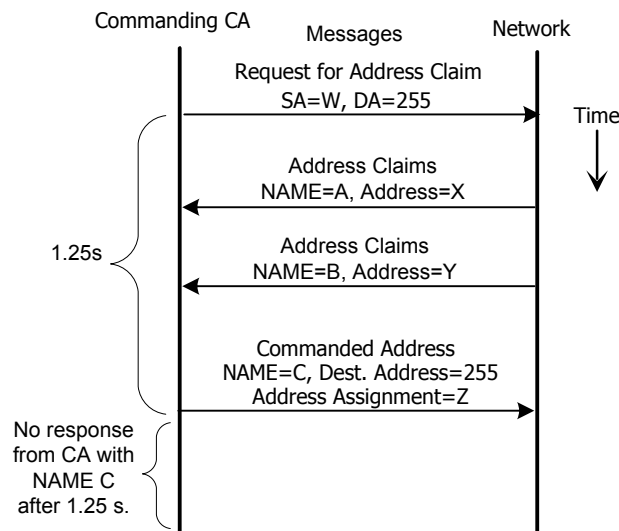 Commanding CA
Messages
Network
Request for Address Claim
SA=W, DA=255
Time
Address Claims
NAME=A, Address=X
1.25s
Address Claims
NAME=B, Address=Y
Commanded Address
NAME=C, Dest. Address=255
Address Assignment=Z
No response
from CA with
NAME C
after 1.25 s.